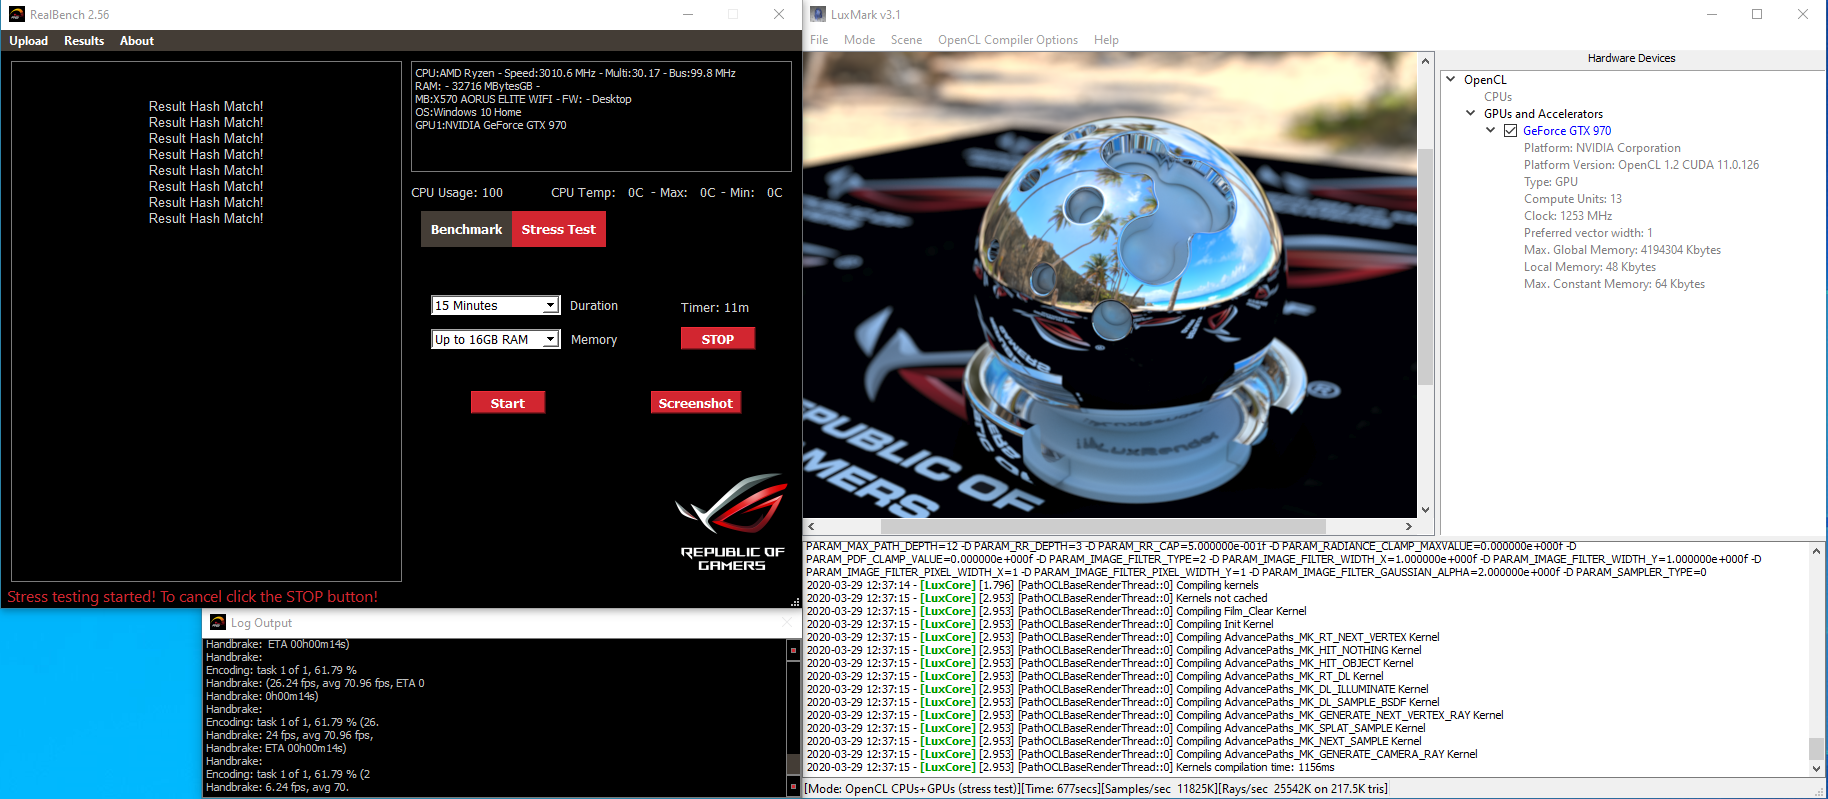 RealBench 2.56
Upload Results About
Result Hash Match!
Result Hash Match!
Result Hash Match!
Result Hash Match!
Result Hash Match!
Result Hash Match!
Result Hash Match!
Result Hash Match!
CPU:AMD Ryzen - Speed:3010.6 MHz - Multi:30.17 - Bus:99.8 MHz
RAM: - 32716 MBytesGB -
MB:X570 AORUS ELITE WIFI - FW: - Desktop
OS:Windows 10 Home
GPU1:NVIDIA GeForce GTX 970
CPU Usage: 100 CPU Temp: 0C - Max: 0C - Min: 0C
Benchmark Stress Test
15 Minutes Duration Timer: 11m
Up to 16GB RAM Memory STOP
Start Screenshot
REPUBLIC OF
GAMERS
Stress testing started! To cancel click the STOP button!
Log Output
Handbrake: ETA 00h00m14s)
Handbrake:
Encoding: task 1 of 1, 61.79 %
Handbrake: (26.24 fps, avg 70.96 fps, ETA 0
Handbrake: 0h00m14s)
Handbrake:
Encoding: task 1 of 1, 61.79 % (26.
Handbrake: 24 fps, avg 70.96 fps,
Handbrake: ETA 00h00m14s)
Handbrake:
Encoding: task 1 of 1, 61.79 % (2
Handbrake: 6.24 fps, avg 70.
LuxMark v3.1
File Mode Scene OpenCL Compiler Options Help
LuxRender
®
EPUBLIC OF
AMERS
Hardware Devices
OpenCL
CPUs
GPUs and Accelerators
GeForce GTX 970
Platform: NVIDIA Corporation
Platform Version: OpenCL 1.2 CUDA 11.0.126
Type: GPU
Compute Units: 13
Clock: 1253 MHz
Preferred vector width: 1
Max. Global Memory: 4194304 Kbytes
Local Memory: 48 Kbytes
Max. Constant Memory: 64 Kbytes
PARAM_MAX_PATH_DEPTH=12 -D PARAM_RR_DEPTH=3 -D PARAM_RR_CAP=5.000000e-001f -D PARAM_RADIANCE_CLAMP_MAXVALUE=0.000000e+000f -D
PARAM_PDF_CLAMP_VALUE=0.000000e+000f -D PARAM_IMAGE_FILTER_TYPE=2 -D PARAM_IMAGE_FILTER_WIDTH_X=1.000000e+000f -D PARAM_IMAGE_FILTER_WIDTH_Y=1.000000e+000f -D
PARAM_IMAGE_FILTER_PIXEL_WIDTH_X=1 -D PARAM_IMAGE_FILTER_PIXEL_WIDTH_Y=1 -D PARAM_IMAGE_FILTER_GAUSSIAN_ALPHA=2.000000e+000f -D PARAM_SAMPLER_TYPE=0
2020-03-29 12:37:14 - [LuxCore] [1.796] [PathOCLBaseRenderThread::0] Compiling kernels
2020-03-29 12:37:15 - [LuxCore] [2.953] [PathOCLBaseRenderThread::0] Kernels not cached
2020-03-29 12:37:15 - [LuxCore] [2.953] [PathOCLBaseRenderThread::0] Compiling Film_Clear Kernel
2020-03-29 12:37:15 - [LuxCore] [2.953] [PathOCLBaseRenderThread::0] Compiling Init Kernel
2020-03-29 12:37:15 - [LuxCore] [2.953] [PathOCLBaseRenderThread::0] Compiling AdvancePaths_MK_RT_NEXT_VERTEX Kernel
2020-03-29 12:37:15 - [LuxCore] [2.953] [PathOCLBaseRenderThread::0] Compiling AdvancePaths_MK_HIT_NOTHING Kernel
2020-03-29 12:37:15 - [LuxCore] [2.953] [PathOCLBaseRenderThread::0] Compiling AdvancePaths_MK_HIT_OBJECT Kernel
2020-03-29 12:37:15 - [LuxCore] [2.953] [PathOCLBaseRenderThread::0] Compiling AdvancePaths_MK_RT_DL Kernel
2020-03-29 12:37:15 - [LuxCore] [2.953] [PathOCLBaseRenderThread::0] Compiling AdvancePaths_MK_DL_ILLUMINATE Kernel
2020-03-29 12:37:15 - [LuxCore] [2.953] [PathOCLBaseRenderThread::0] Compiling AdvancePaths_MK_DL_SAMPLE_BSDF Kernel
2020-03-29 12:37:15 - [LuxCore] [2.953] [PathOCLBaseRenderThread::0] Compiling AdvancePaths_MK_GENERATE_NEXT_VERTEX_RAY Kernel
2020-03-29 12:37:15 - [LuxCore] [2.953] [PathOCLBaseRenderThread::0] Compiling AdvancePaths_MK_SPLAT_SAMPLE Kernel
2020-03-29 12:37:15 - [LuxCore] [2.953] [PathOCLBaseRenderThread::0] Compiling AdvancePaths_MK_NEXT_SAMPLE Kernel
2020-03-29 12:37:15 - [LuxCore] [2.953] [PathOCLBaseRenderThread::0] Compiling AdvancePaths_MK_GENERATE_CAMERA_RAY Kernel
2020-03-29 12:37:15 - [LuxCore] [2.953] [PathOCLBaseRenderThread::0] Kernels compilation time: 1156ms
[Mode: OpenCL CPUs+GPUs (stress test)][Time: 677secs][Samples/sec 11825K][Rays/sec 25542K on 217.5K tris]